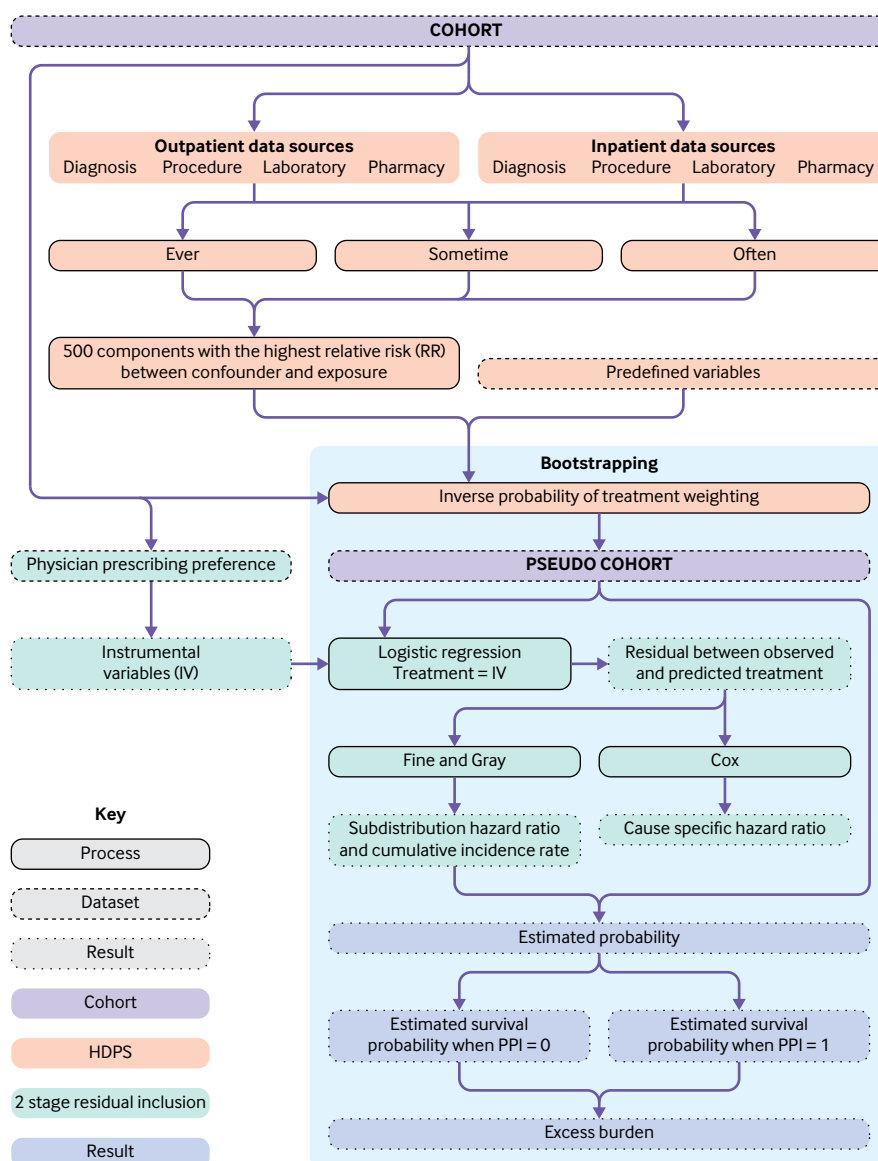 COHORT
Outpatient data sources
Diagnosis Procedure Laboratory Pharmacy
Inpatient data sources
Diagnosis Procedure Laboratory Pharmacy
Ever
Sometime
Often
500 components with the highest relative risk (RR)
between confounder and exposure
Predefined variables
Bootstrapping
Inverse probability of treatment weighting
Physician prescribing preference
PSEUDO COHORT
Instrumental
variables (IV)
Logistic regression
Treatment = IV
Residual between observed
and predicted treatment
Fine and Gray
Cox
Subdistribution hazard ratio
and cumulative incidence rate
Cause specific hazard ratio
Estimated probability
Estimated survival
probability when PPI = 0
Estimated survival
probability when PPI = 1
Excess burden
Key
Process
Dataset
Result
Cohort
HDPS
2 stage residual inclusion
Result